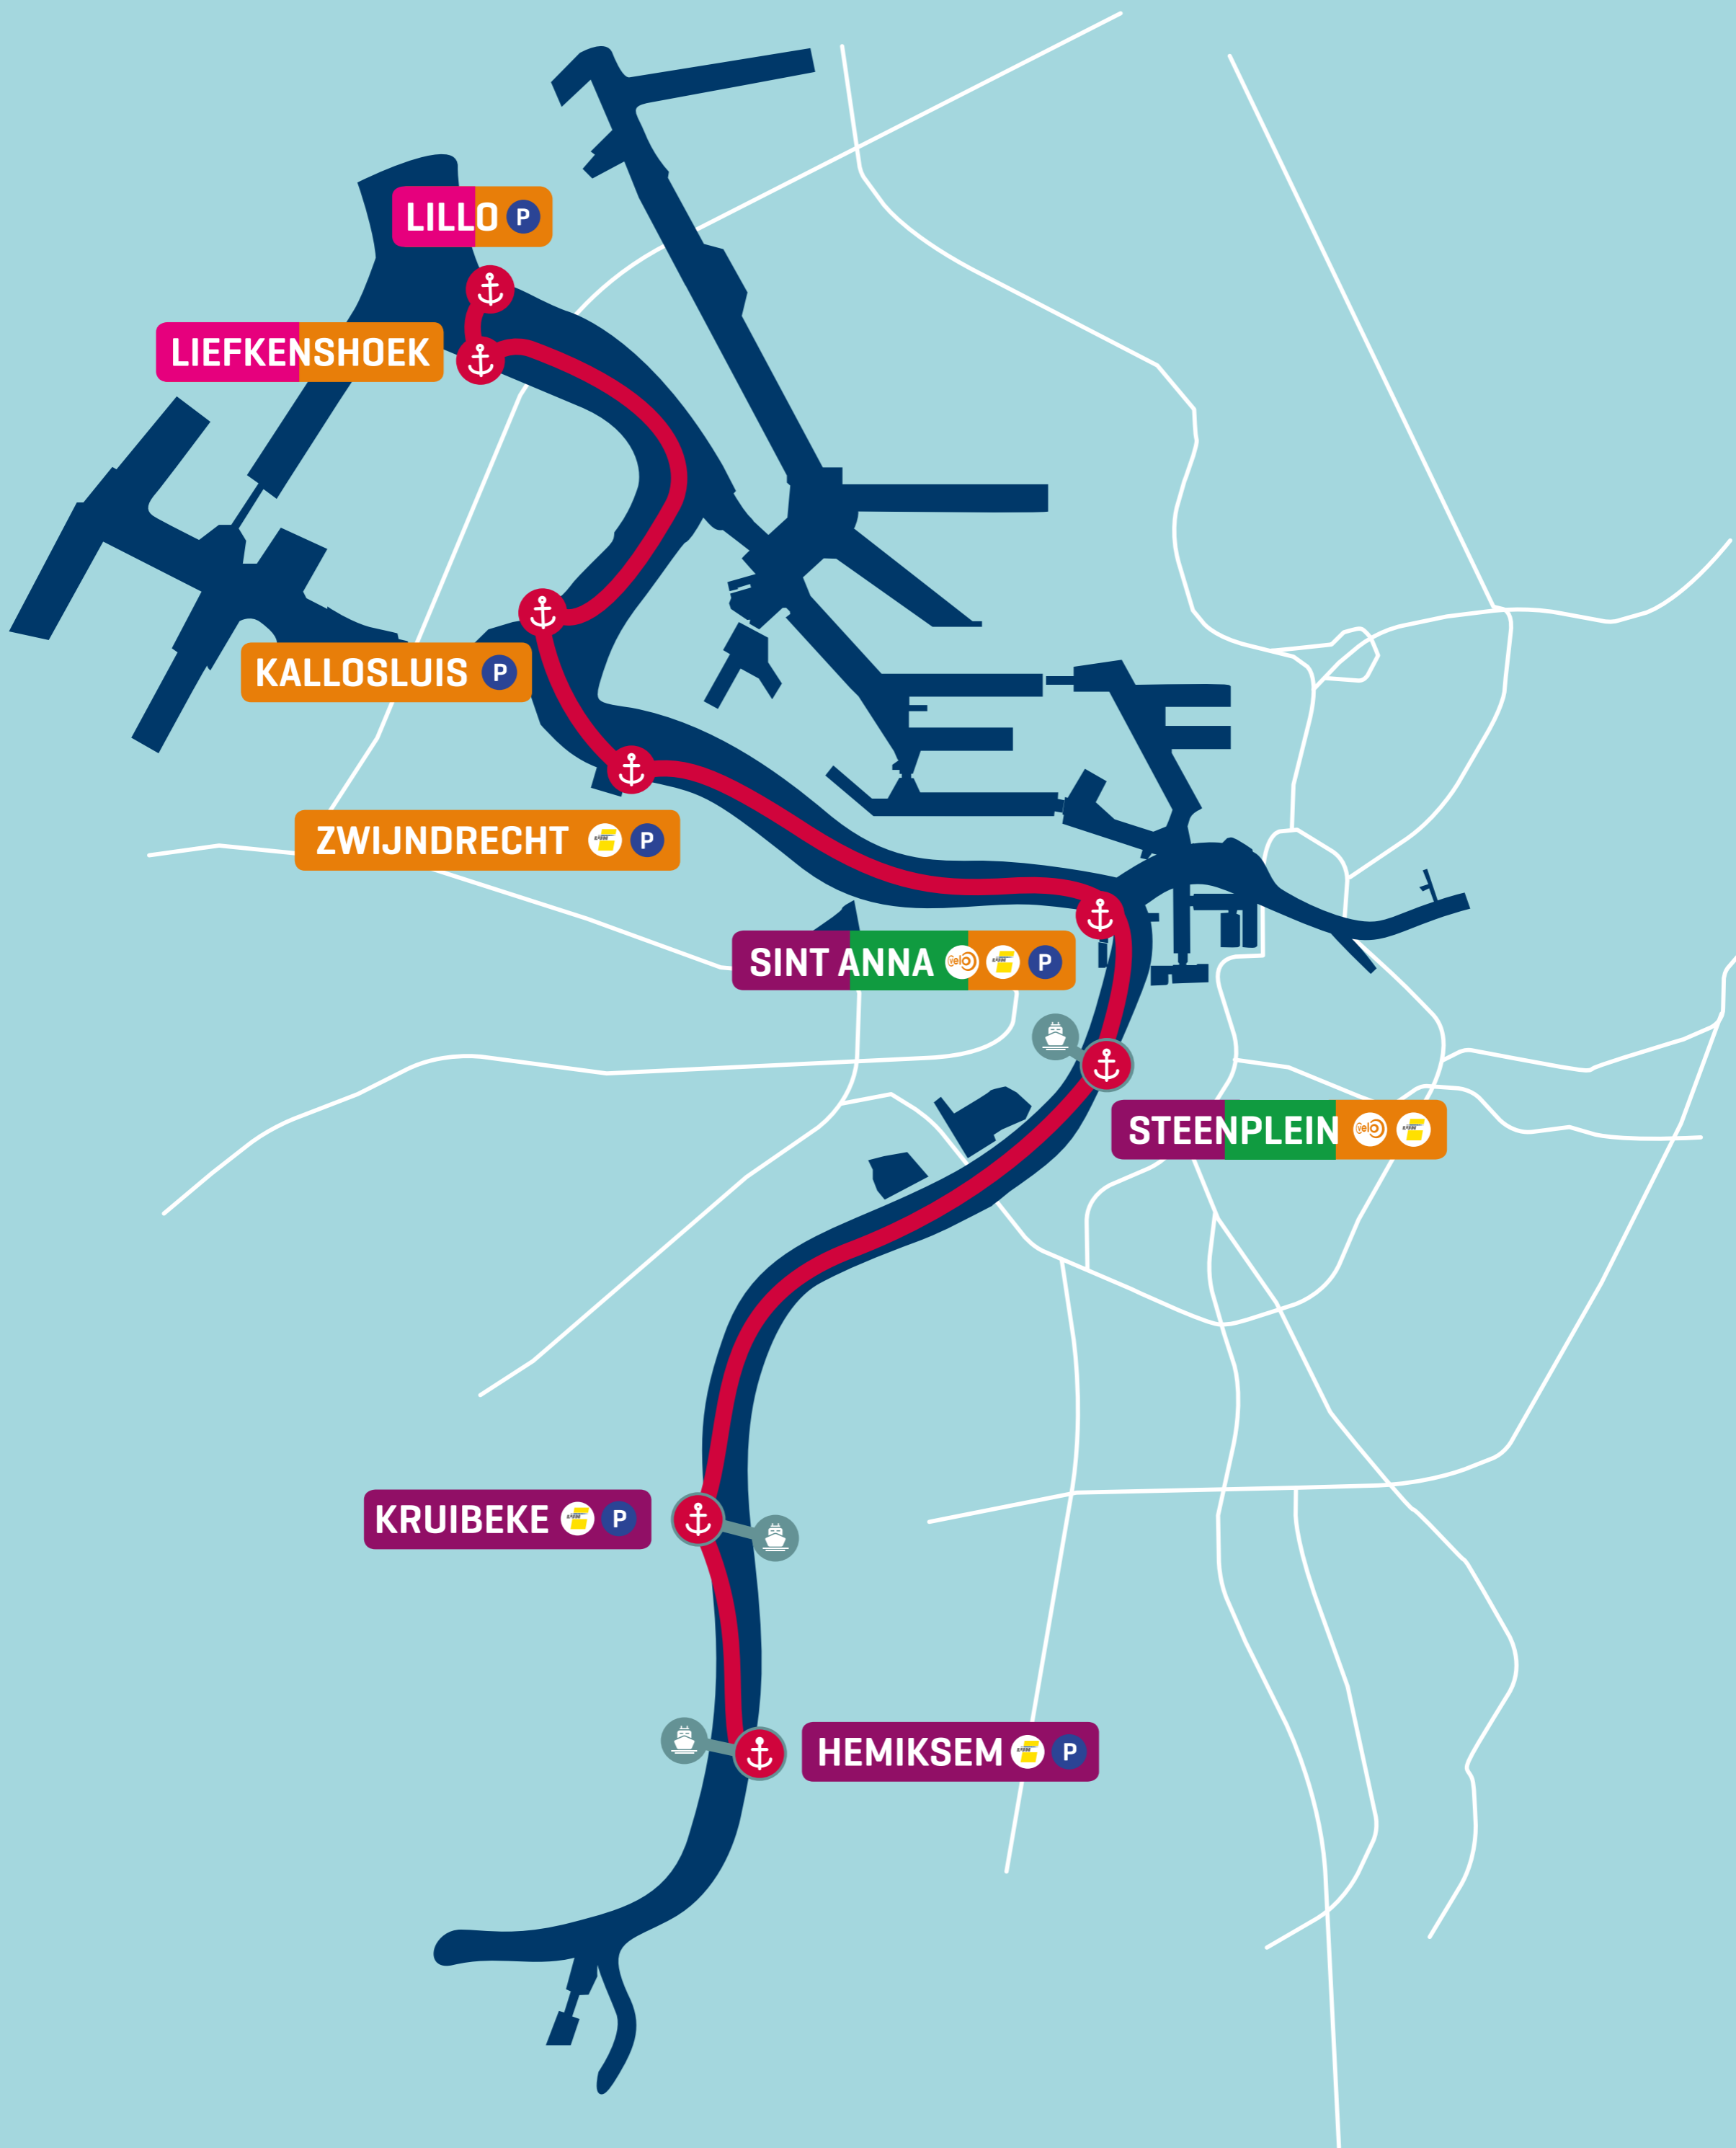 LILLO P
LIEFKENSHOEK
KALLOSLUIS P
ZWIJNDRECHT P
SINT ANNA velo P
STEENPLEIN velo
KRUIBEKE P
HEMIKSEM P